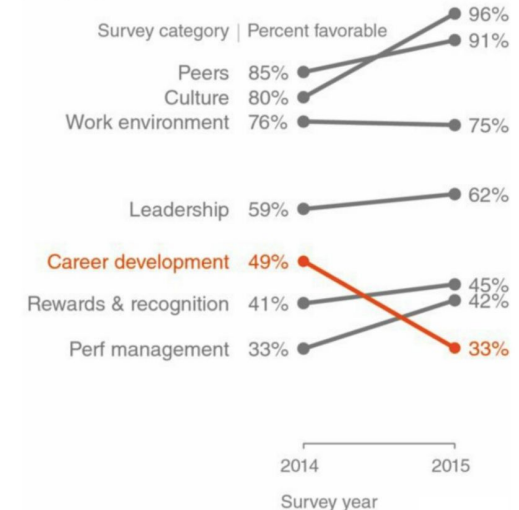 96%
Survey category | Percent favorable
91%
Peers 85%
Culture 80%
Work environment 76%
75%
62%
Leadership 59%
Career development 49%
45%
Rewards & recognition 41%
42%
Perf management 33%
33%
2014 2015
Survey year